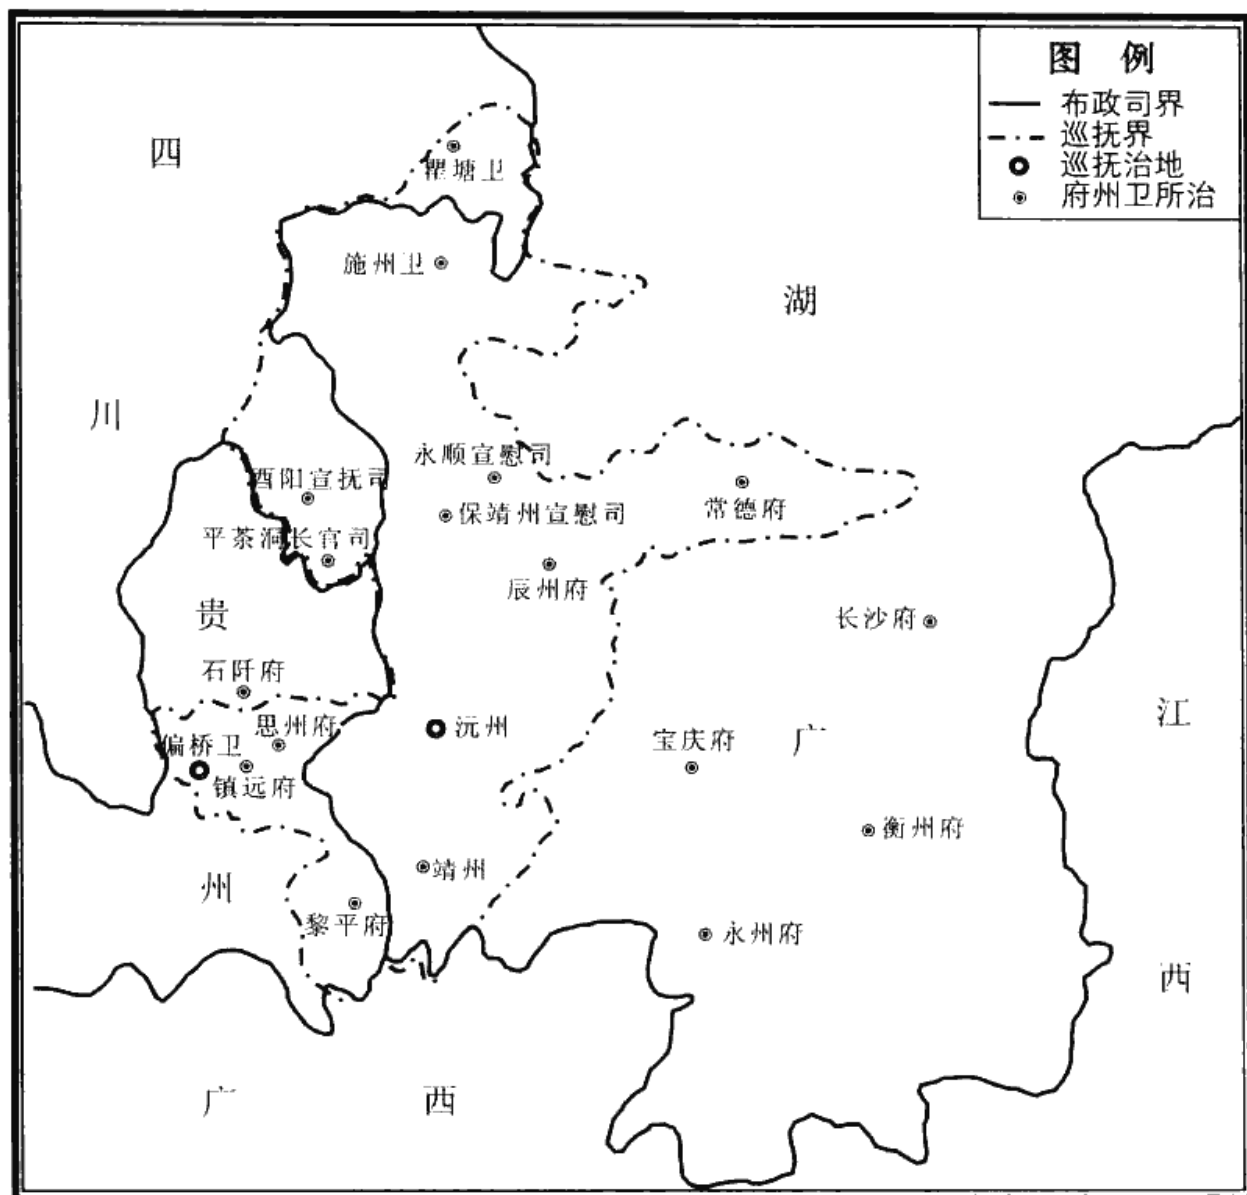 图 例
布政司界
巡抚界
巡抚治地
府州卫所治
四
瞿塘卫
施州卫
湖
川
永顺宣慰司
酉阳宣抚司
常德府
保靖州宣慰司
平茶洞长官司
辰州府
贵
长沙府
石阡府
思州府
沅州
江
偏桥卫
宝庆府
广
镇远府
衡州府
靖州
州
黎平府
永州府
西
广
西